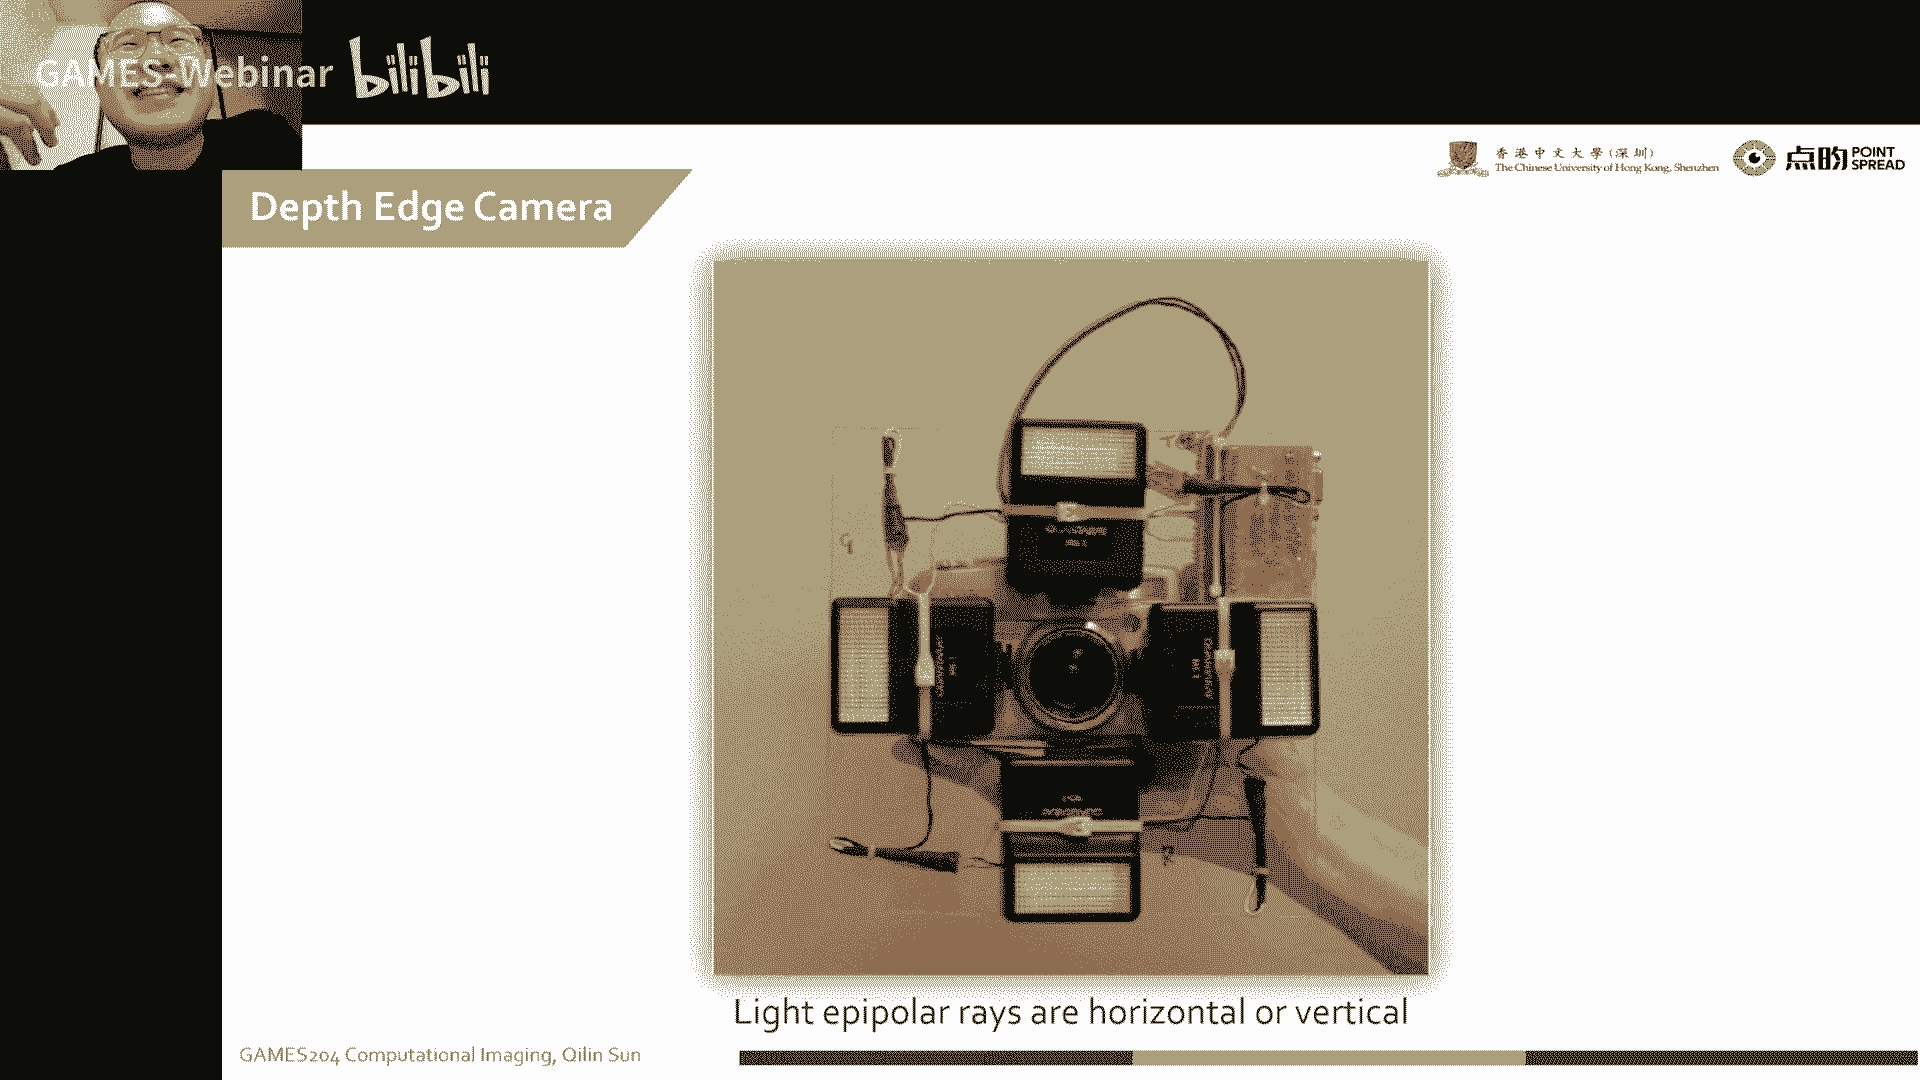 GAMES-Webinar bilibili
香港中文大學(深圳)
The Chinese University of Hong Kong, Shenzhen
点昀 POINT
SPREAD
Depth Edge Camera
Light epipolar rays are horizontal or vertical
GAMES204 Computational Imaging, Qilin Sun